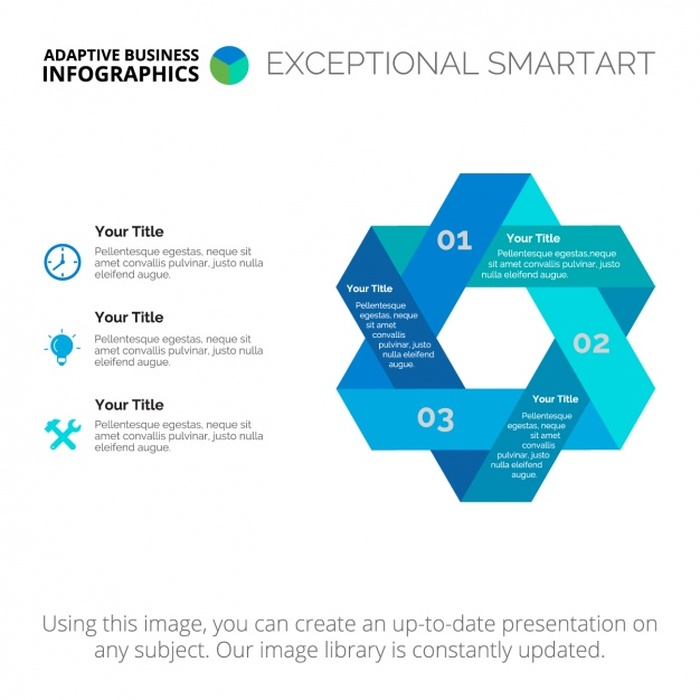 ADAPTIVE BUSINESS
INFOGRAPHICS
EXCEPTIONAL SMARTART
Your Title
Pellentesque egestas, neque sit
amet convallis pulvinar, justo nulla
eleifend augue.
Your Title
Pellentesque egestas, neque sit
amet convallis pulvinar, justo nulla
eleifend augue.
Your Title
Pellentesque egestas, neque sit
amet convallis pulvinar, justo nulla
eleifend augue.
01
Your Title
Pellentesque egestas,neque
sit amet convallis pulvinar, justo
nulla eleifend augue.
Your Title
Pellentesque
egestas, neque
sit amet
convallis
pulvinar, justo
nulla eleifend
augue.
02
03
Your Title
Pellentesque
egestas, neque
sit amet
convallis
pulvinar, justo
nulla eleifend
augue.
Using this image, you can create an up-to-date presentation on
any subject. Our image library is constantly updated.